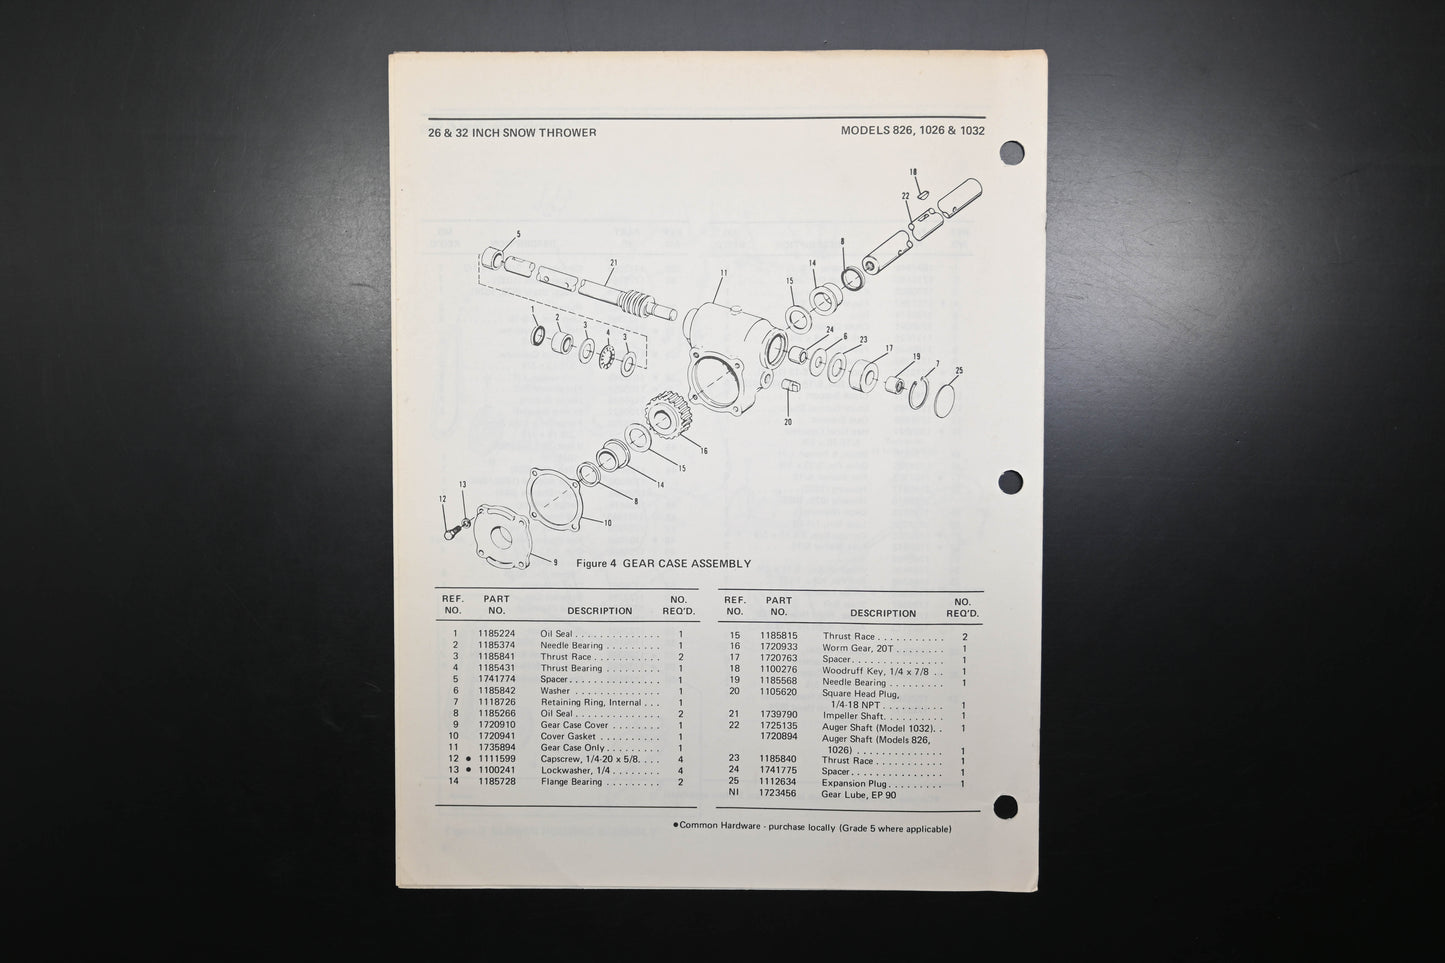 26 & 32 INCH SNOW THROWER
MODELS 826, 1026 & 1032
18
22
5
8
21
14
11
15
1
2
3
4
3
24
6
23
17
19
7
25
20
16
15
14
8
13
12
10
9
Figure 4 GEAR CASE ASSEMBLY
REF. NO. PART NO. DESCRIPTION NO. REQ'D.
1 1185224 Oil Seal . . . . . . . . . . . . . . 1
2 1185374 Needle Bearing . . . . . . . . . 1
3 1185841 Thrust Race . . . . . . . . . . . 2
4 1185431 Thrust Bearing . . . . . . . . . . 1
5 1741774 Spacer . . . . . . . . . . . . . . . 1
6 1185842 Washer . . . . . . . . . . . . . . 1
7 1118726 Retaining Ring, Internal . . . 1
8 1185266 Oil Seal . . . . . . . . . . . . . . 2
9 1720910 Gear Case Cover . . . . . . . . 1
10 1720941 Cover Gasket . . . . . . . . . . 1
11 1735894 Gear Case Only . . . . . . . . . 1
12 ● 1111599 Capscrew, 1/4-20 x 5/8 . . . . 4
13 ● 1100241 Lockwasher, 1/4 . . . . . . . . 4
14 1185728 Flange Bearing . . . . . . . . . 2
REF. NO. PART NO. DESCRIPTION NO. REQ'D.
15 1185815 Thrust Race . . . . . . . . . . . 2
16 1720933 Worm Gear, 20T . . . . . . . . 1
17 1720763 Spacer . . . . . . . . . . . . . . . 1
18 1100276 Woodruff Key, 1/4 x 7/8 . . 1
19 1185568 Needle Bearing . . . . . . . . . 1
20 1105620 Square Head Plug,
1/4-18 NPT . . . . . . . . . . 1
21 1739790 Impeller Shaft . . . . . . . . . . 1
22 1725135 Auger Shaft (Model 1032) . . 1
1720894 Auger Shaft (Models 826,
1026) . . . . . . . . . . . . . . 1
23 1185840 Thrust Race . . . . . . . . . . . 1
24 1741775 Spacer . . . . . . . . . . . . . . . 1
25 1112634 Expansion Plug . . . . . . . . . 1
NI 1723456 Gear Lube, EP 90
● Common Hardware - purchase locally (Grade 5 where applicable)